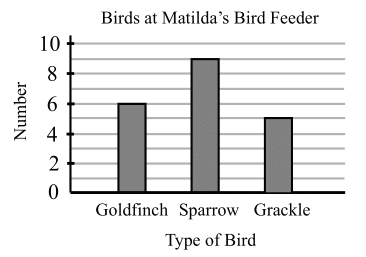 Birds at Matilda's Bird Feeder
10
8
6
4
2
0
Number
Goldfinch Sparrow Grackle
Type of Bird